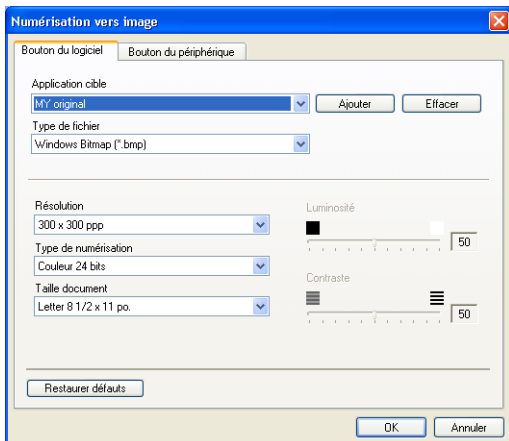 Numérisation vers image
Bouton du logiciel Bouton du périphérique
Application cible
MY original Ajouter Effacer
Type de fichier
Windows Bitmap (*.bmp)
Résolution Luminosité
300 x 300 ppp
50
Type de numérisation
Couleur 24 bits
Contraste
Taille document
Letter 8 1/2 x 11 po.
50
Restaurer défauts
OK Annuler